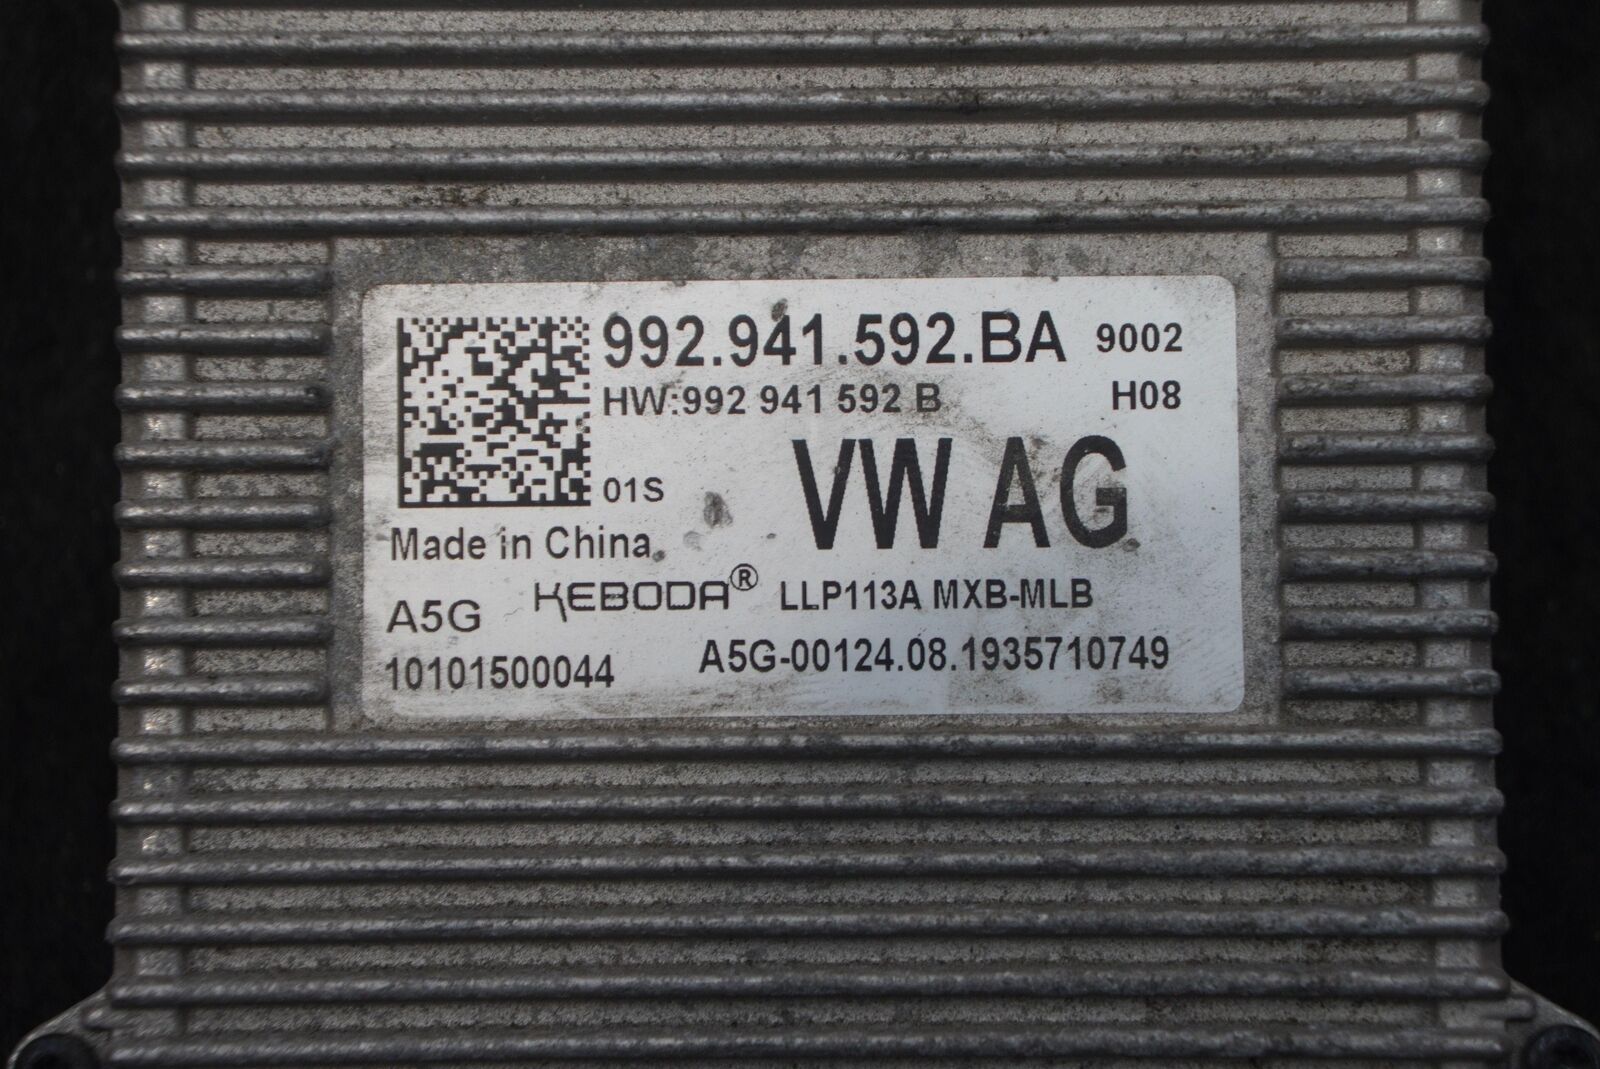 992.941.592.BA 9002
HW:992 941 592 B H08
01S
VW AG
Made in China
KEBODA® LLP113A MXB-MLB
A5G
A5G-00124.08.1935710749
10101500044